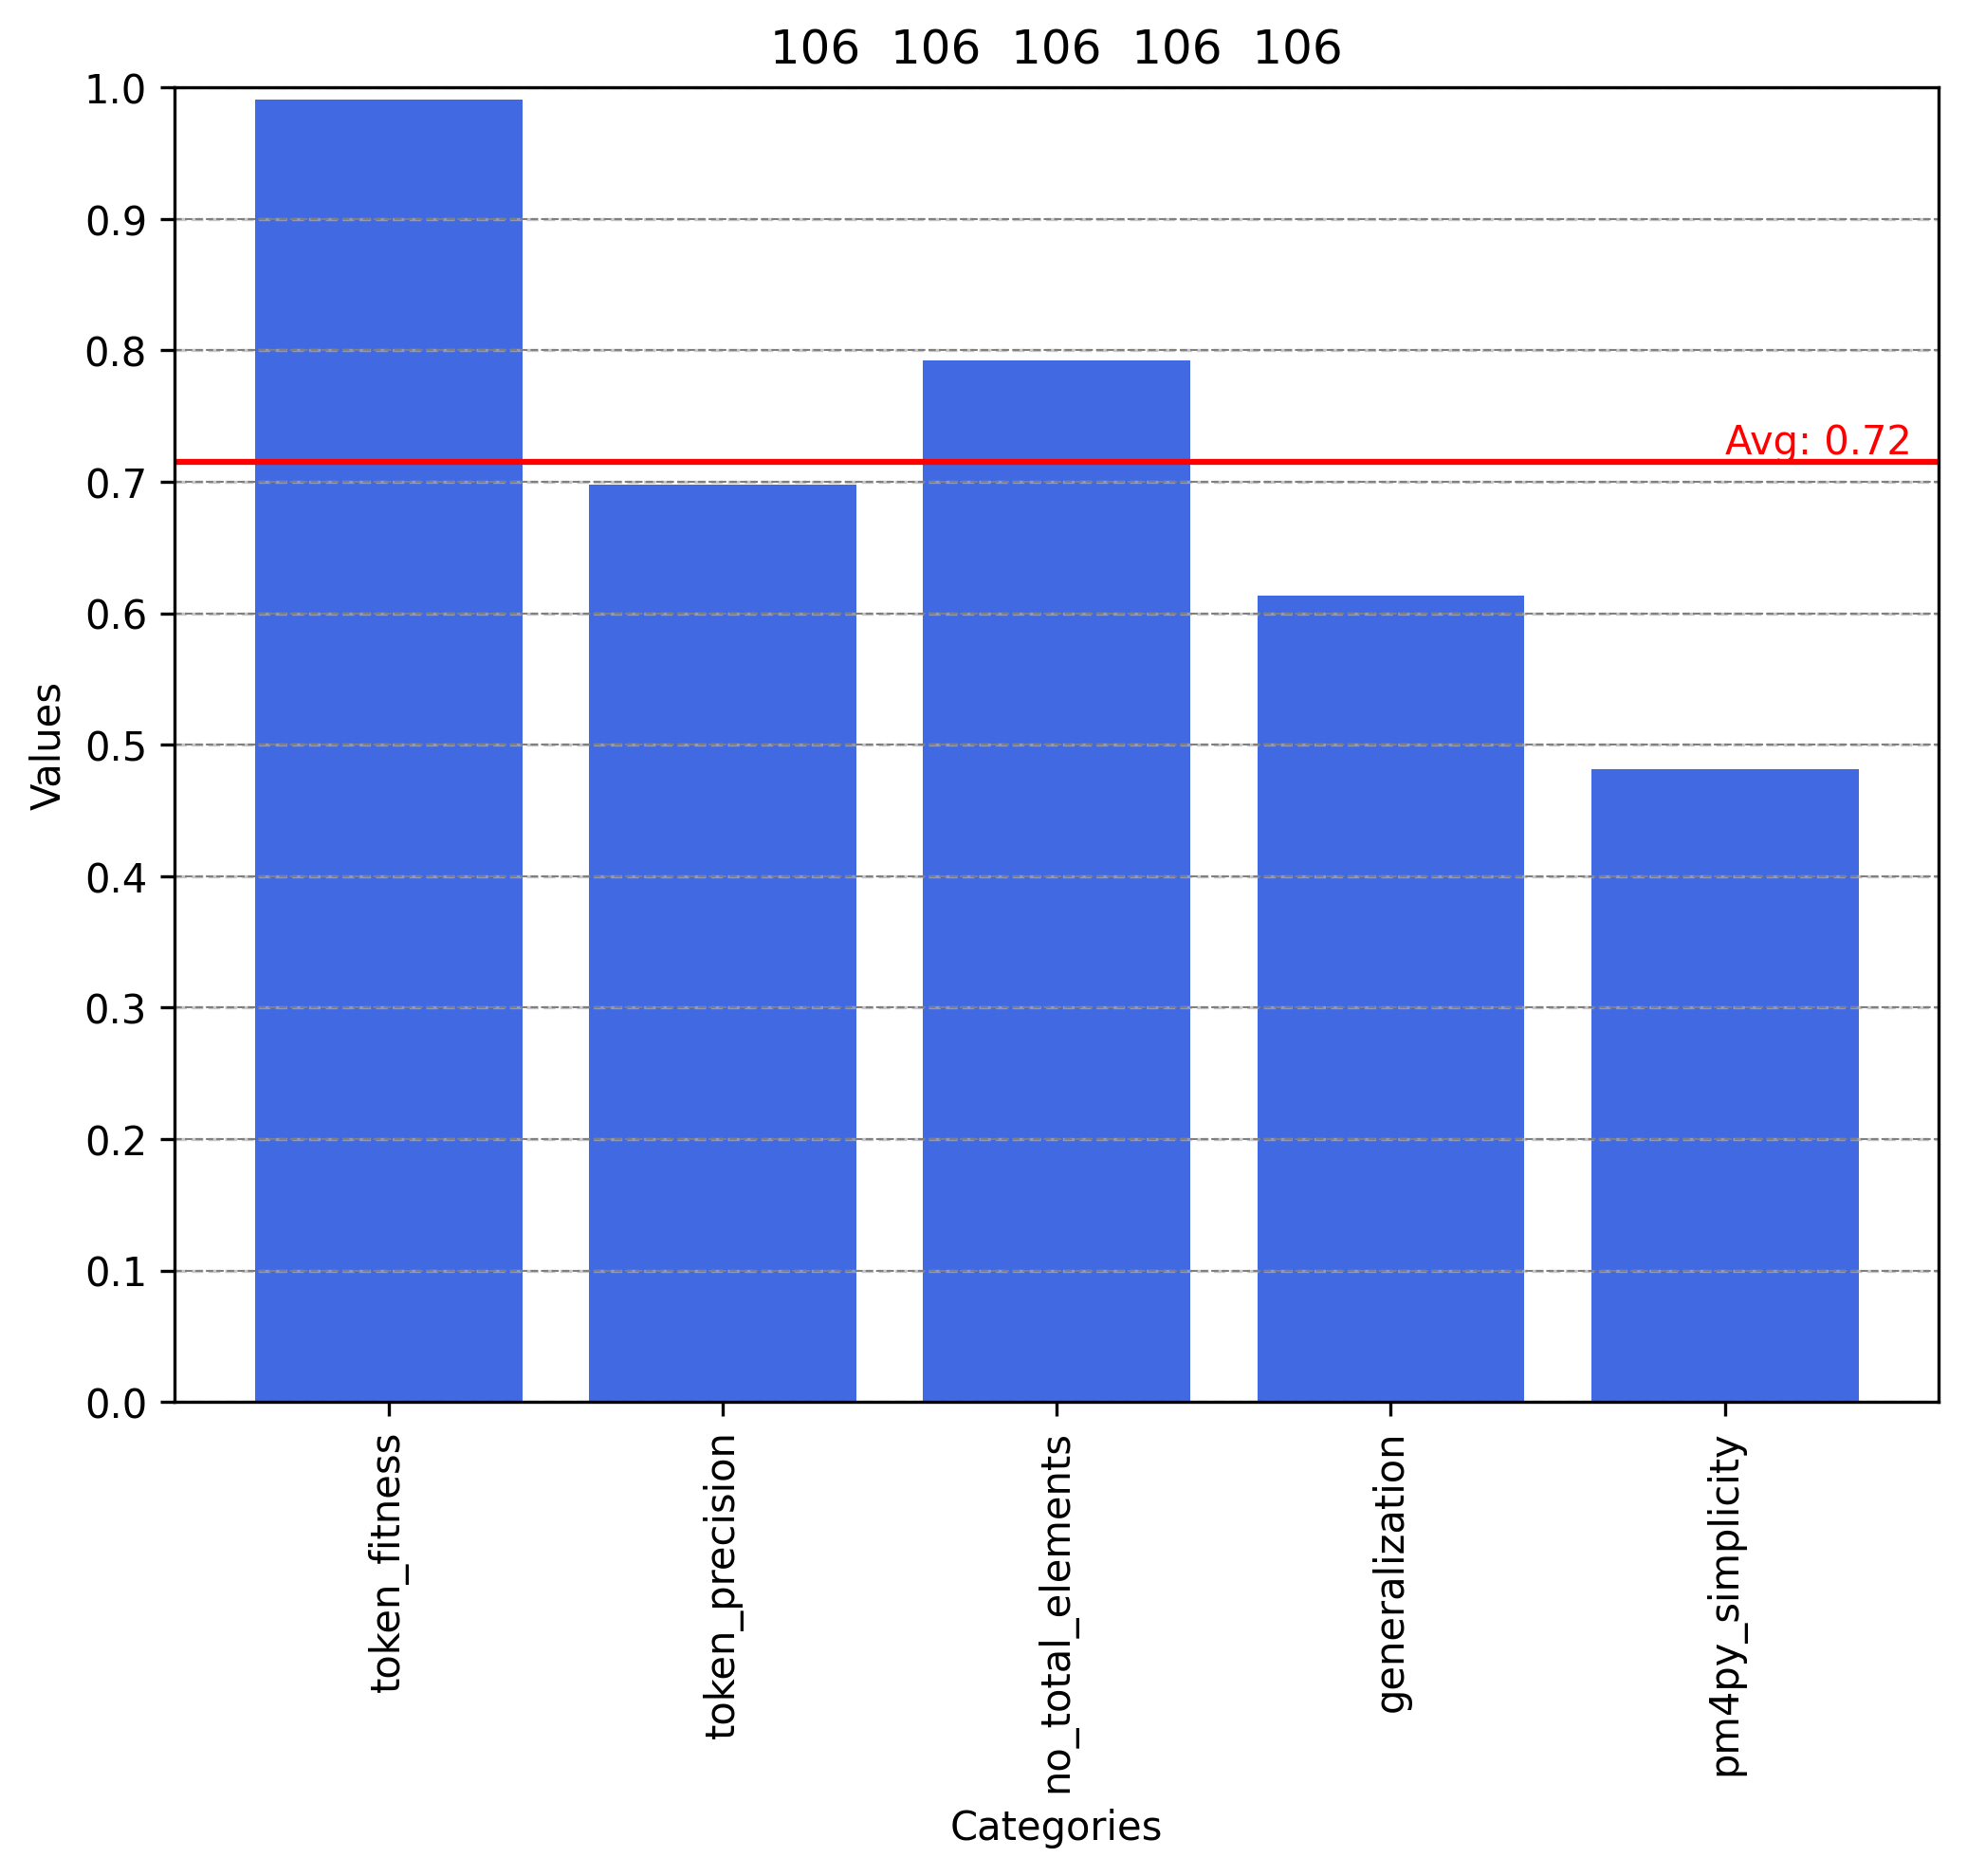 106 106 106 106 106
1.0
0.9
0.8
Avg: 0.72
0.7
0.6
0.5
0.4
0.3
0.2
0.1
0.0
Values
token_fitness
token_precision
no_total_elements
generalization
pm4py_simplicity
Categories